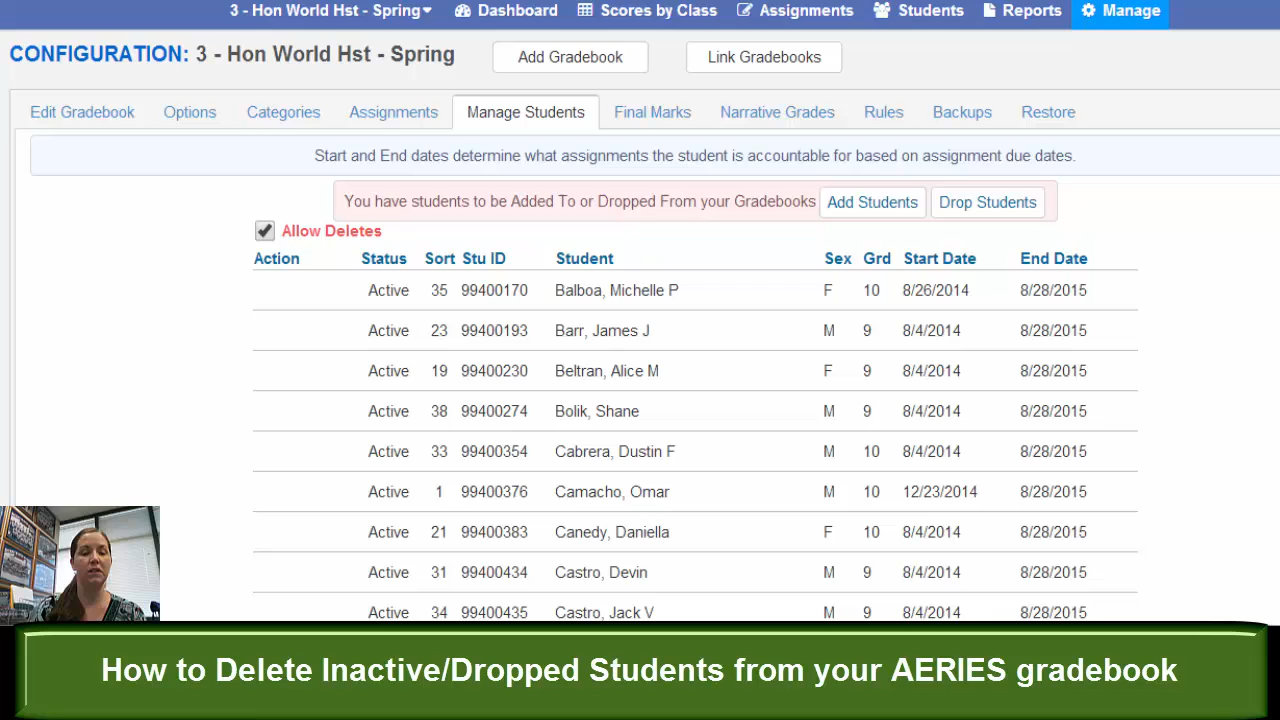 3 - Hon World Hst - Spring Dashboard Scores by Class Assignments Students Reports Manage
CONFIGURATION: 3 - Hon World Hst - Spring Add Gradebook Link Gradebooks
Edit Gradebook Options Categories Assignments Manage Students Final Marks Narrative Grades Rules Backups Restore
Start and End dates determine what assignments the student is accountable for based on assignment due dates.
You have students to be Added To or Dropped From your Gradebooks Add Students Drop Students
Allow Deletes
Action Status Sort Stu ID Student Sex Grd Start Date End Date
Active 35 99400170 Balboa, Michelle P F 10 8/26/2014 8/28/2015
Active 23 99400193 Barr, James J M 9 8/4/2014 8/28/2015
Active 19 99400230 Beltran, Alice M F 9 8/4/2014 8/28/2015
Active 38 99400274 Bolik, Shane M 9 8/4/2014 8/28/2015
Active 33 99400354 Cabrera, Dustin F M 10 8/4/2014 8/28/2015
Active 1 99400376 Camacho, Omar M 10 12/23/2014 8/28/2015
Active 21 99400383 Canedy, Daniella F 10 8/4/2014 8/28/2015
Active 31 99400434 Castro, Devin M 9 8/4/2014 8/28/2015
Active 34 99400435 Castro, Jack V M 9 8/4/2014 8/28/2015
How to Delete Inactive/Dropped Students from your AERIES gradebook